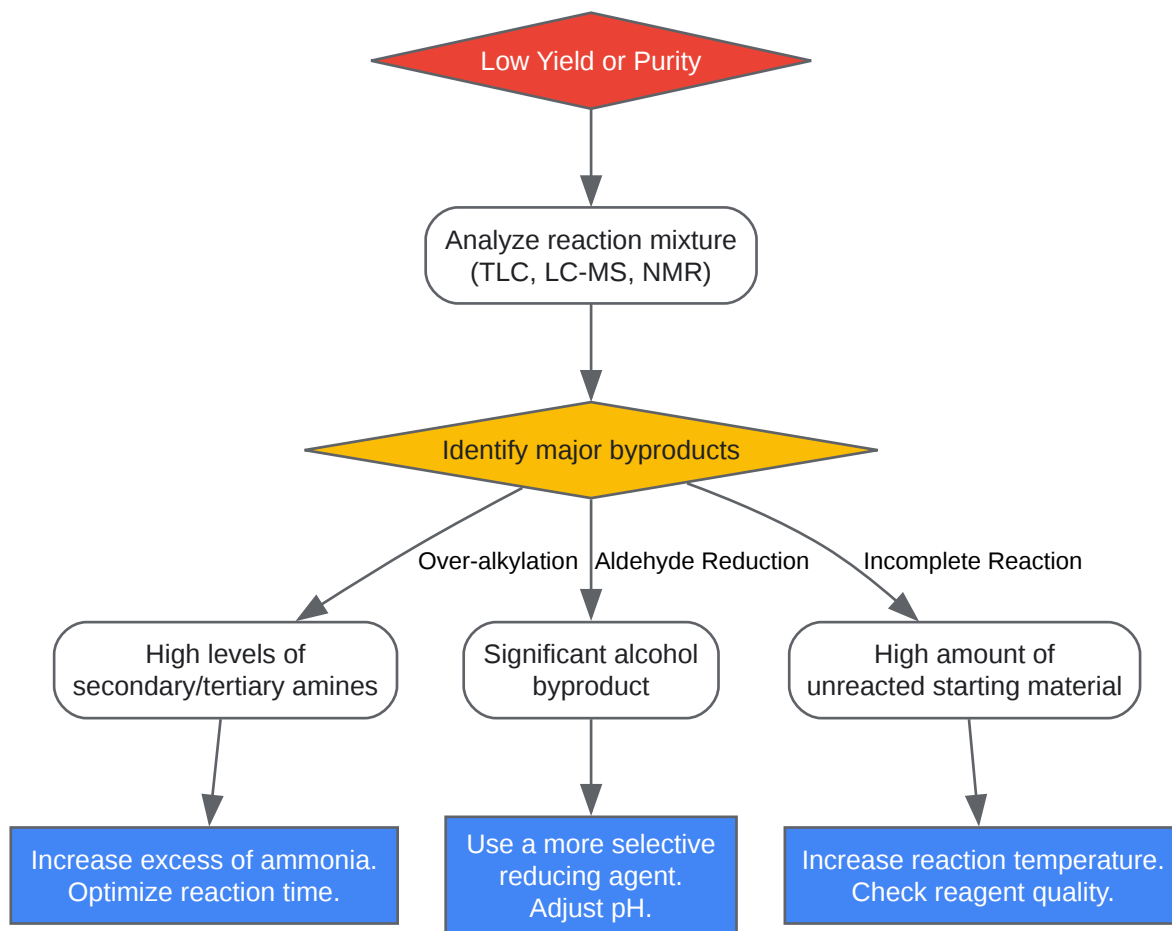 Low Yield or Purity
Analyze reaction mixture
(TLC, LC-MS, NMR)
Identify major byproducts
Over-alkylation
Aldehyde Reduction
Incomplete Reaction
High levels of
secondary/tertiary amines
Significant alcohol
byproduct
High amount of
unreacted starting material
Increase excess of ammonia.
Optimize reaction time.
Use a more selective
reducing agent.
Adjust pH.
Increase reaction temperature.
Check reagent quality.